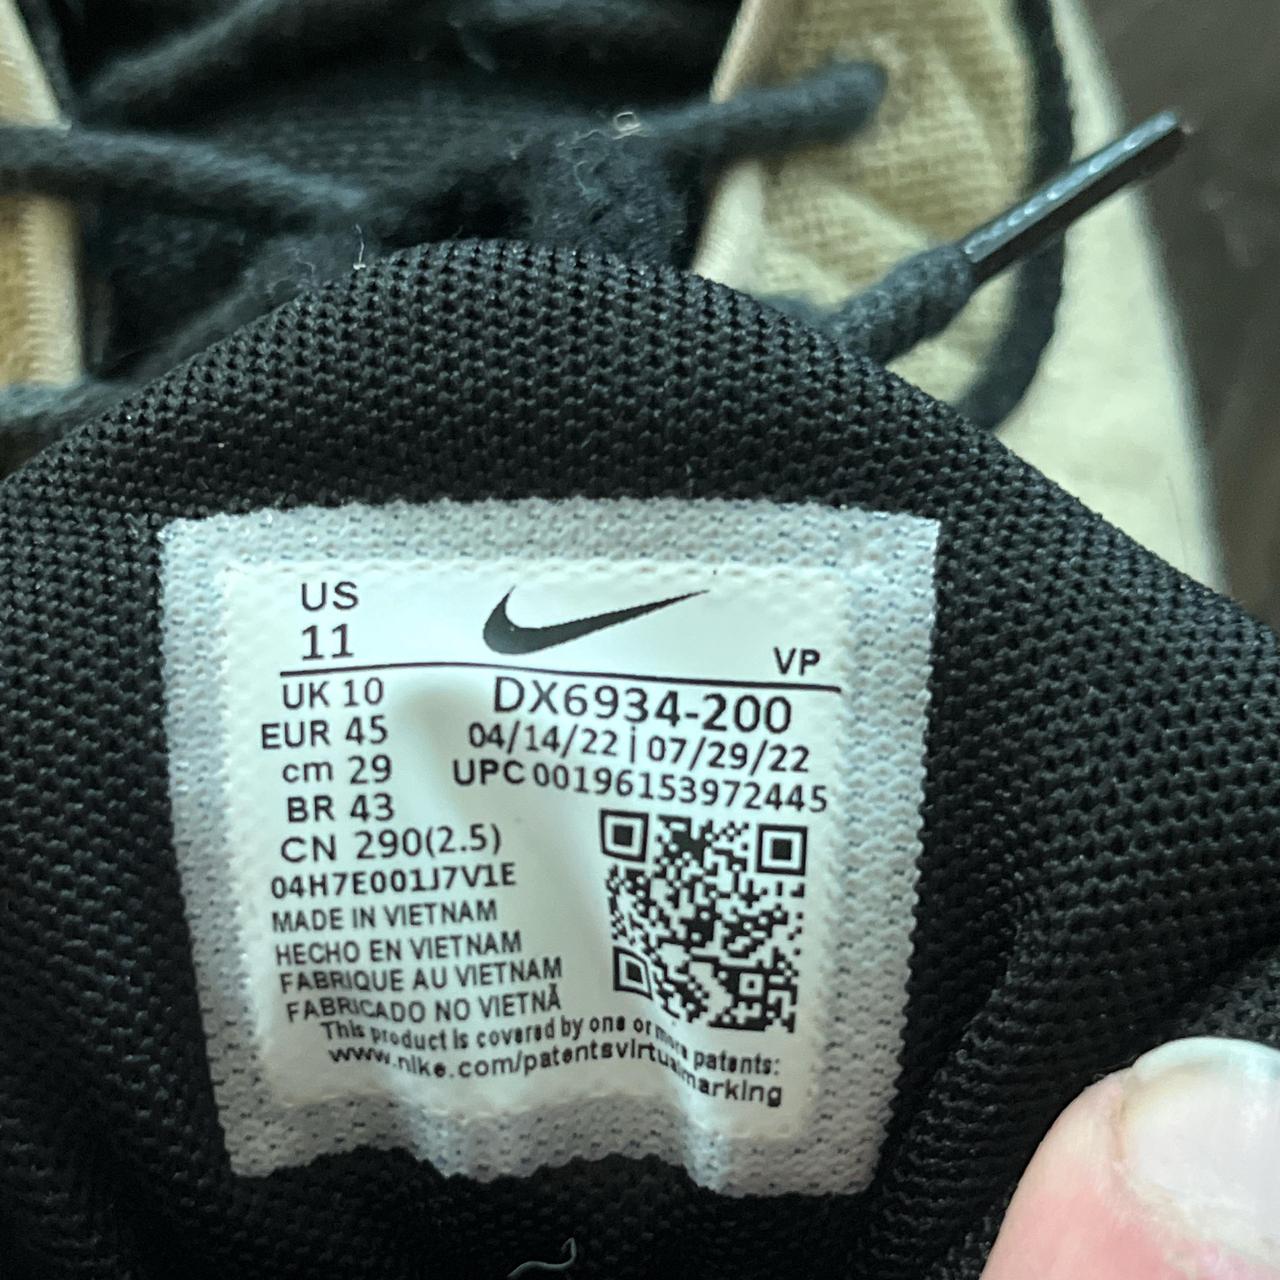 US
11
VP
UK 10
DX6934-200
EUR 45
04/14/22 | 07/29/22
cm 29
UPC 00196153972445
BR 43
CN 290(2.5)
04H7E001J7V1E
MADE IN VIETNAM
HECHO EN VIETNAM
FABRIQUE AU VIETNAM
FABRICADO NO VIETNÃ
This product is covered by one or more patents:
www.nike.com/patentsvirtualmarking